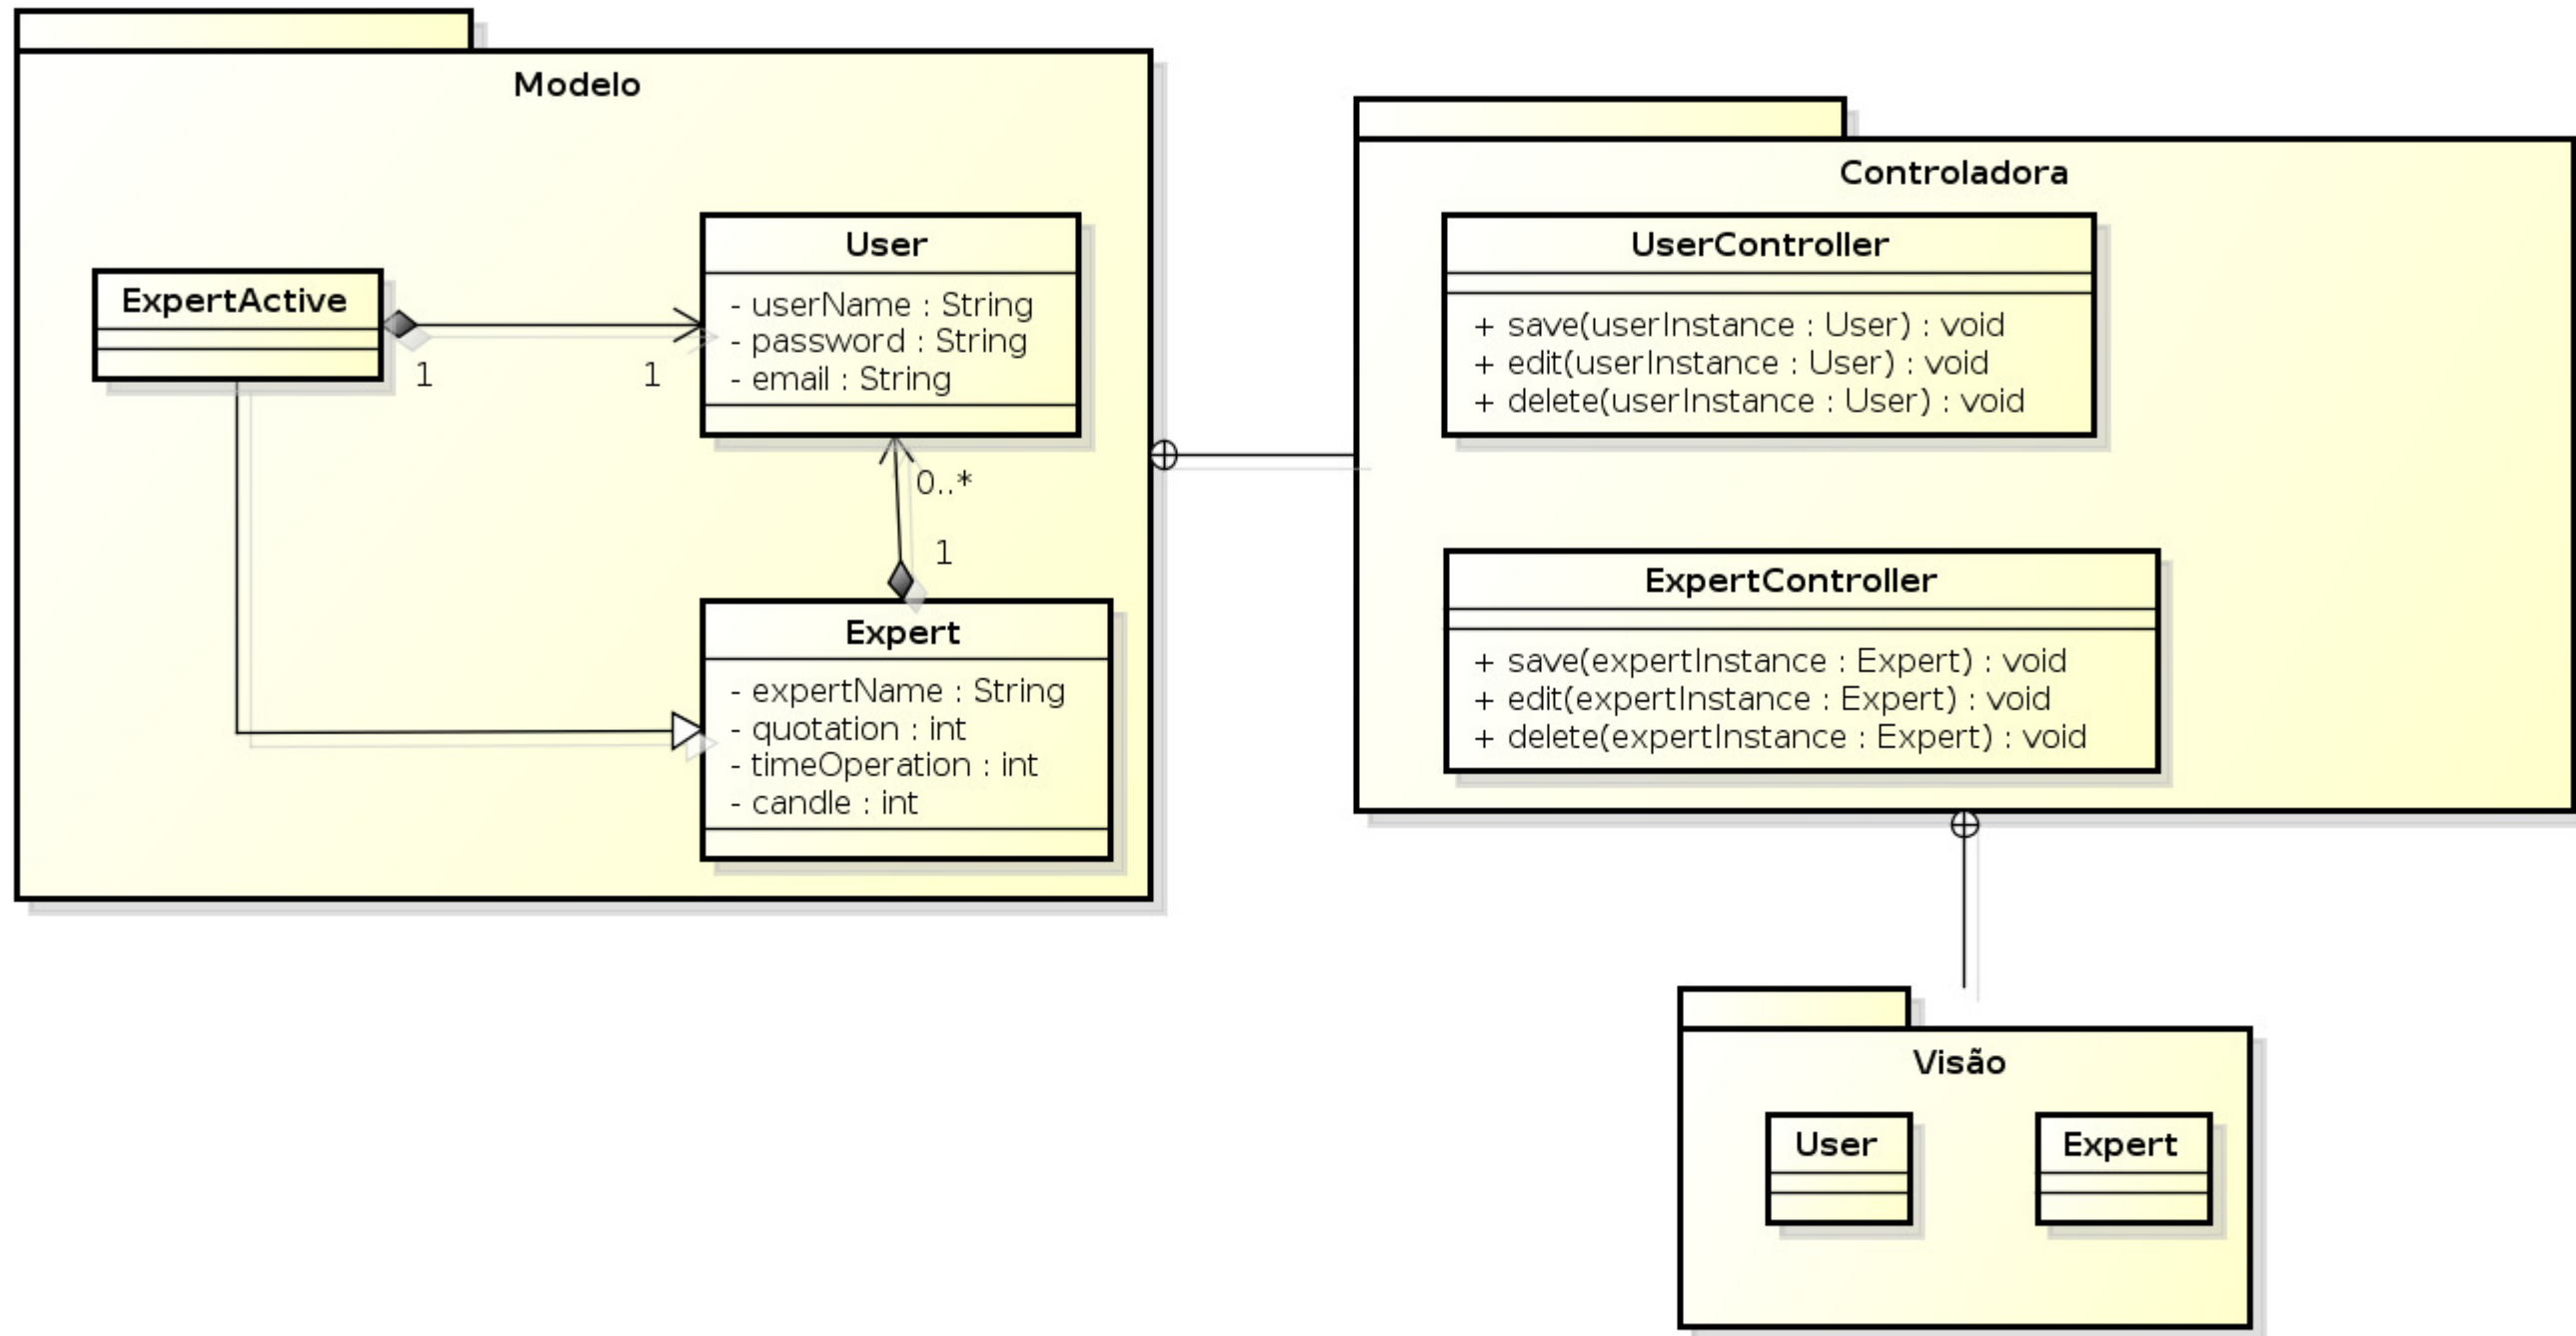 Modelo
ExpertActive
1
1
User
- userName : String
- password : String
- email : String
0..*
1
Expert
- expertName : String
- quotation : int
- timeOperation : int
- candle : int
Controladora
UserController
+ save(userInstance : User) : void
+ edit(userInstance : User) : void
+ delete(userInstance : User) : void
ExpertController
+ save(expertInstance : Expert) : void
+ edit(expertInstance : Expert) : void
+ delete(expertInstance : Expert) : void
Visão
User
Expert